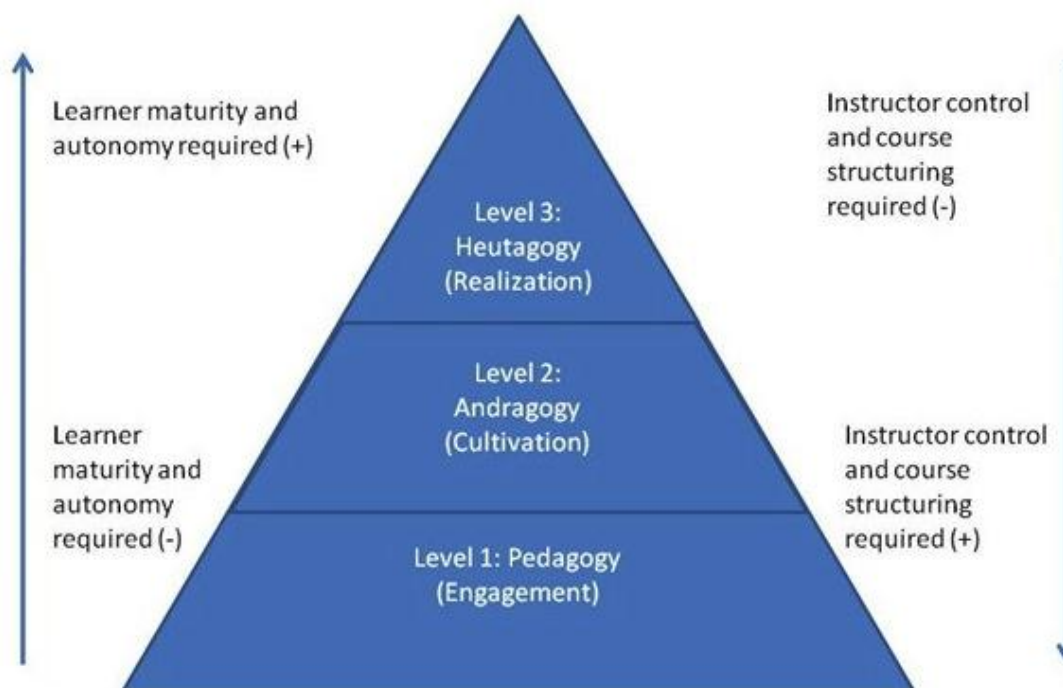 Learner maturity and
autonomy required (+)
Instructor control
and course
structuring
required (-)
Level 3:
Heutagogy
(Realization)
Level 2:
Andragogy
(Cultivation)
Learner
maturity and
autonomy
required (-)
Instructor control
and course
structuring
required (+)
Level 1: Pedagogy
(Engagement)